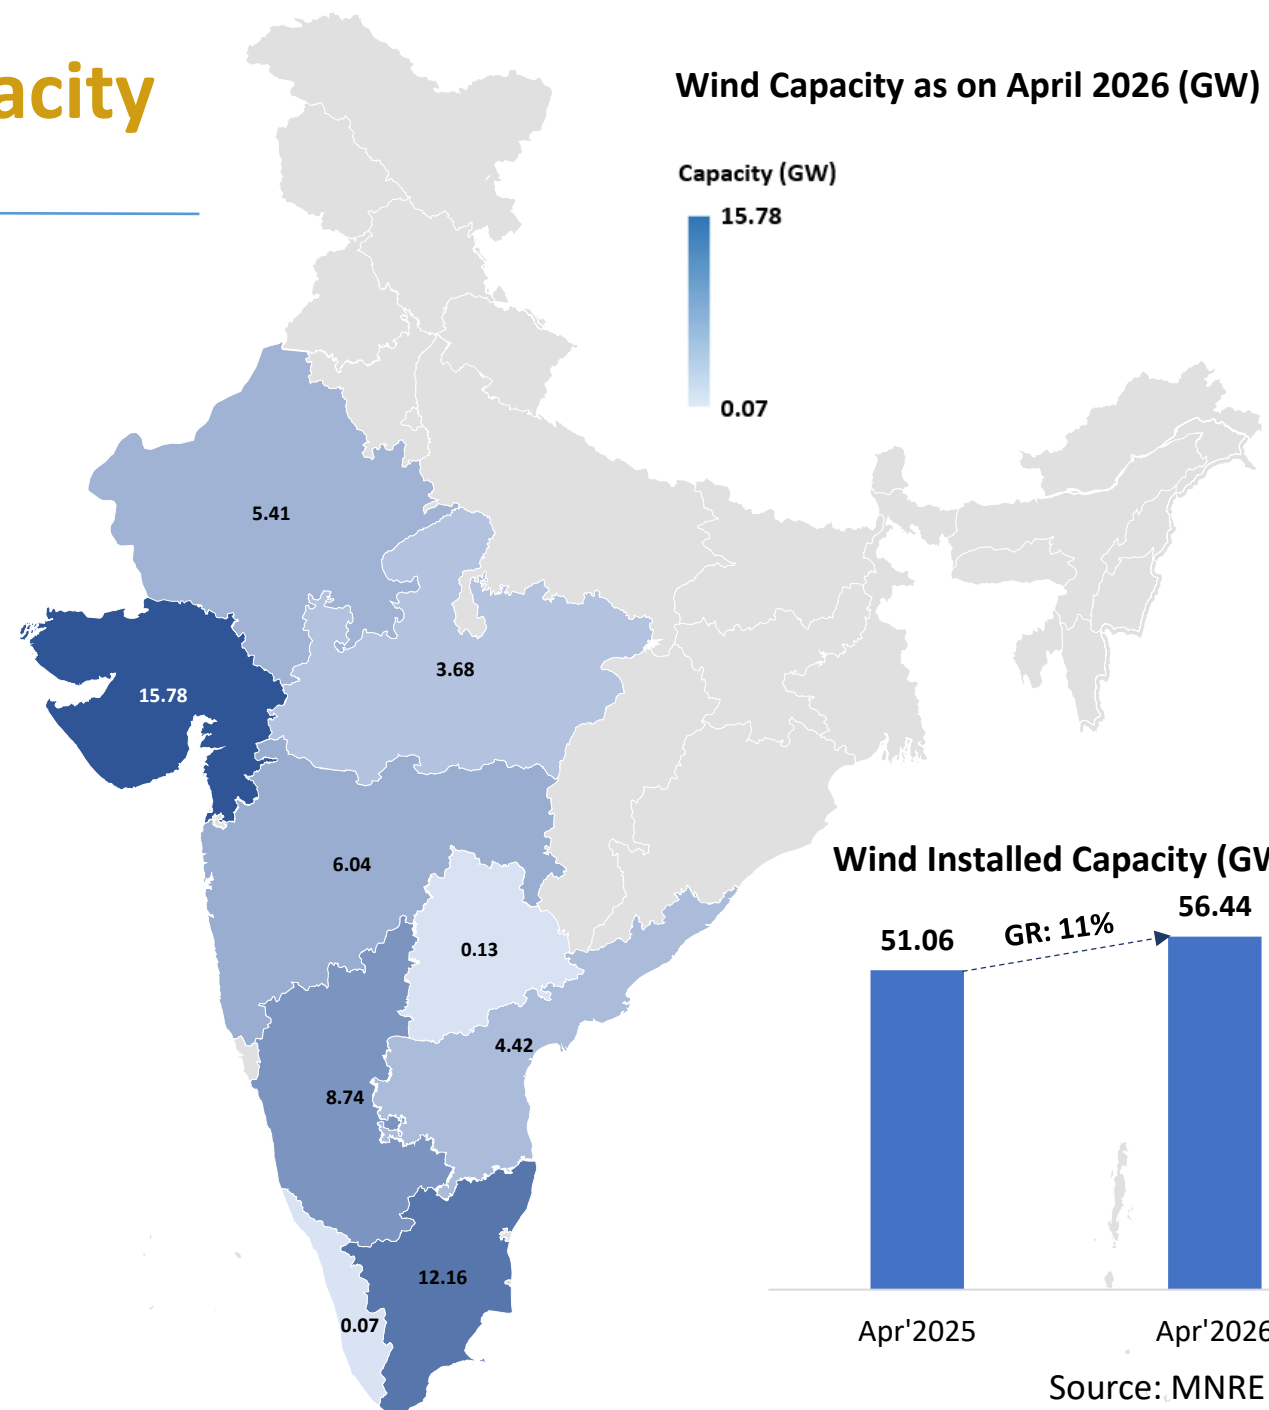 acity
Wind Capacity as on April 2026 (GW)
Capacity (GW)
15.78
0.07
5.41
3.68
15.78
6.04
0.13
4.42
8.74
12.16
0.07
Wind Installed Capacity (GW
56.44
51.06
GR: 11%
Apr'2025
Apr'2026
Source: MNRE